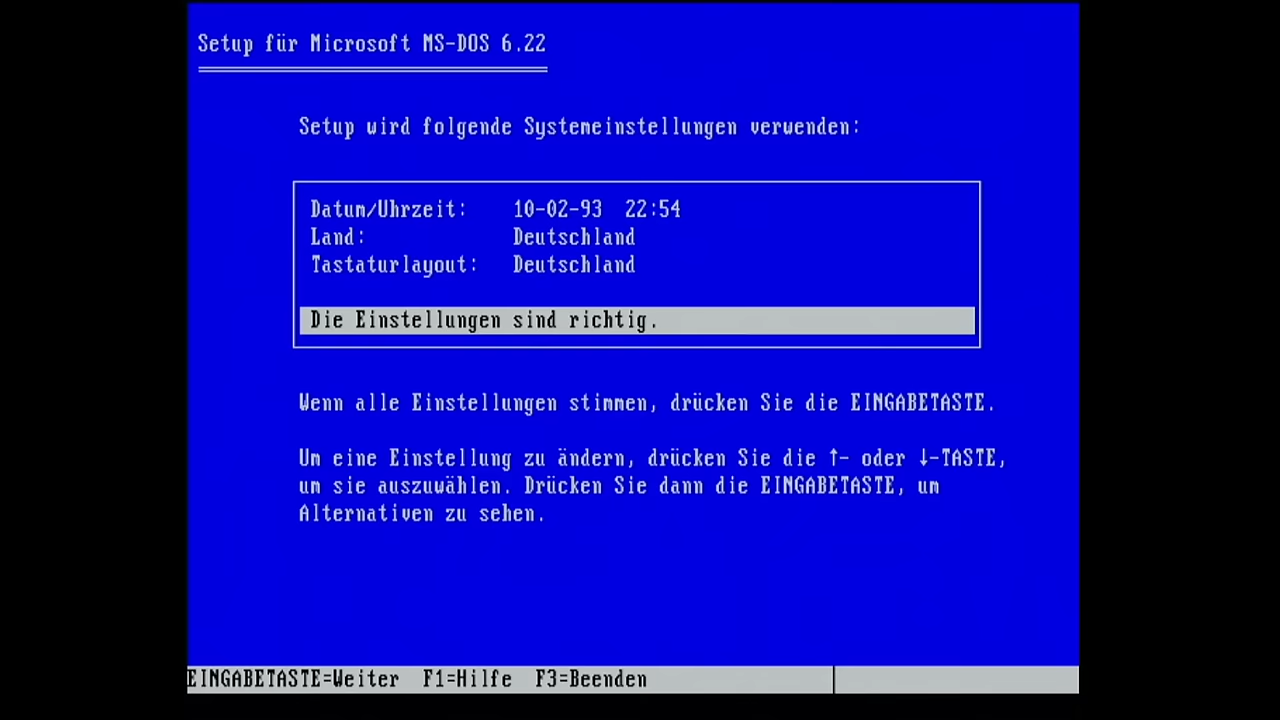 Setup für Microsoft MS-DOS 6.22
Setup wird folgende Systemeinstellungen verwenden:
Datum/Uhrzeit: 10-02-93 22:54
Land: Deutschland
Tastaturlayout: Deutschland
Die Einstellungen sind richtig.
Wenn alle Einstellungen stimmen, drücken Sie die EINGABETASTE.
Um eine Einstellung zu ändern, drücken Sie die ↑- oder ↓-TASTE,
um sie auszuwählen. Drücken Sie dann die EINGABETASTE, um
Alternativen zu sehen.
EINGABETASTE=Weiter F1=Hilfe F3=Beenden